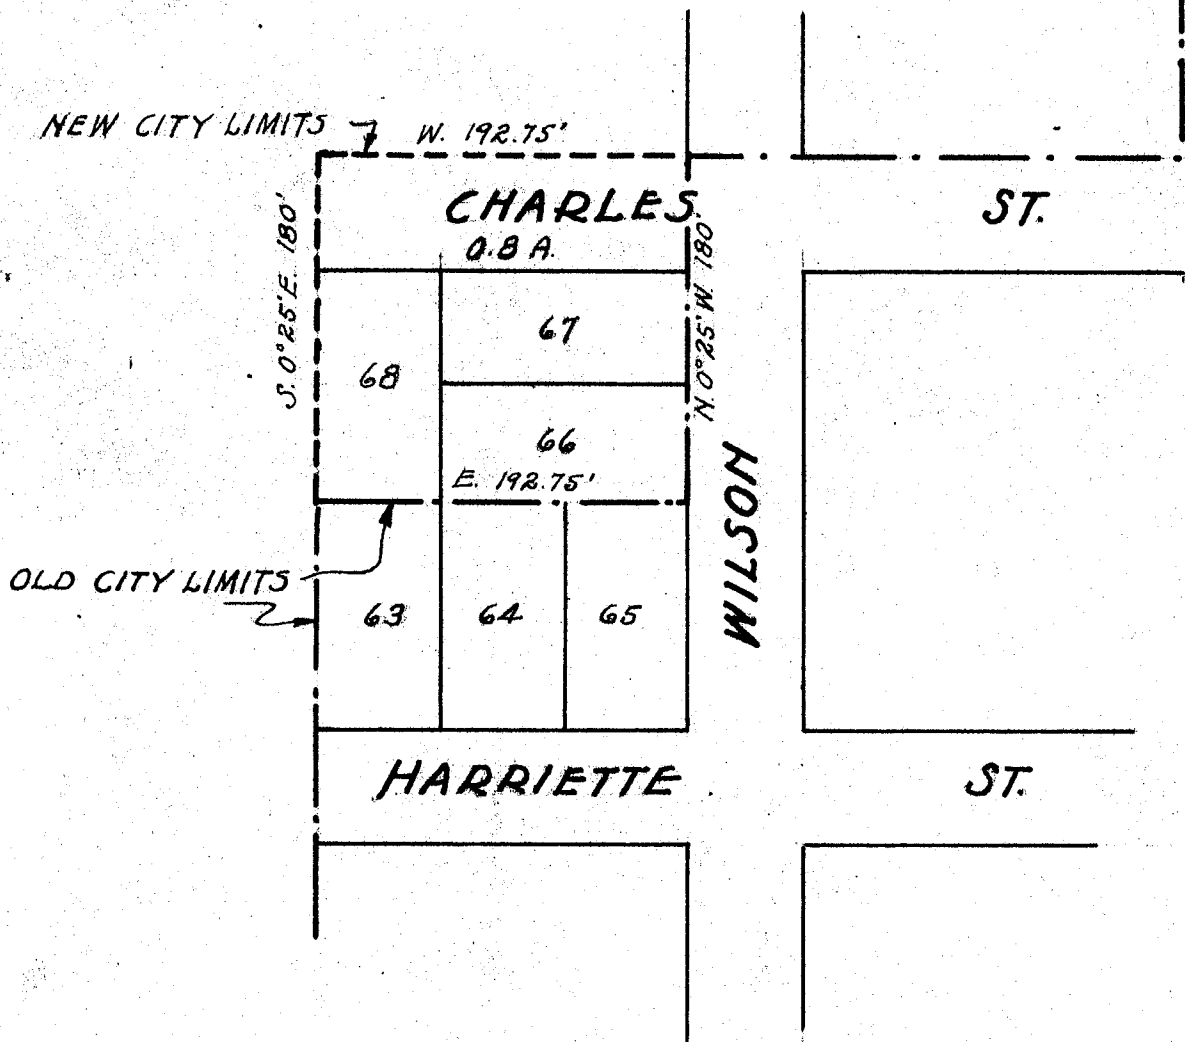 NEW CITY LIMITS
W. 192.75'
CHARLES ST.
0.8 A.
S. 0°25'E. 180'
N. 0°25'W. 180'
67
68
66
E. 192.75'
WILSON
OLD CITY LIMITS
63
64
65
HARRIETTE ST.